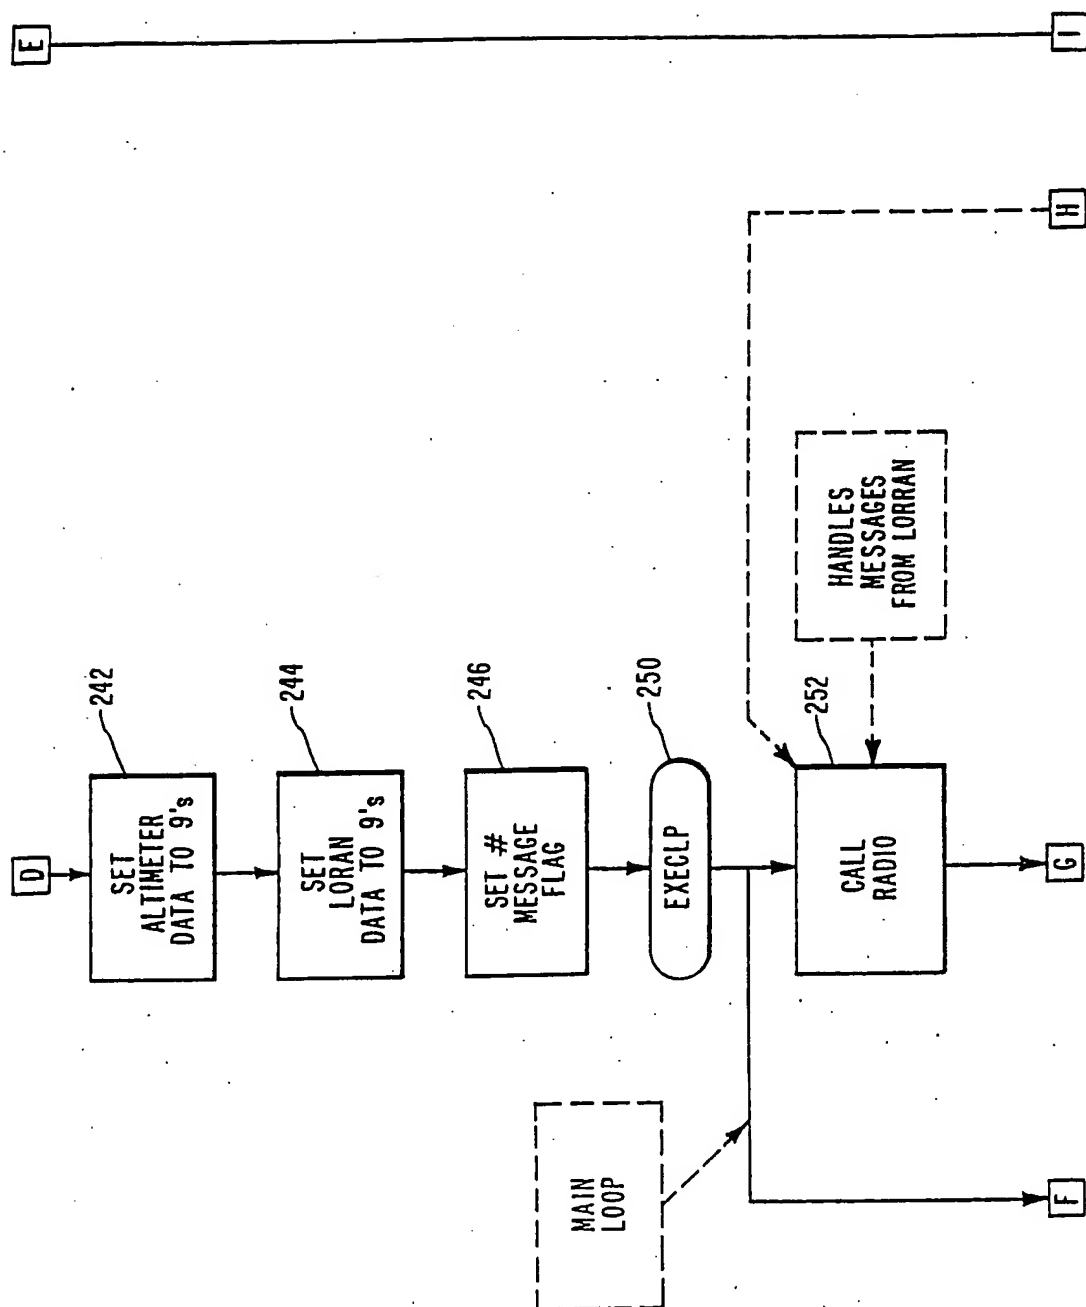 D
E
242
SET
ALTIMETER
DATA TO 9's
244
SET
LORAN
DATA TO 9's
246
SET #
MESSAGE
FLAG
250
EXECLP
MAIN
LOOP
252
CALL
RADIO
HANDLES
MESSAGES
FROM LORRAN
F
G
H
I